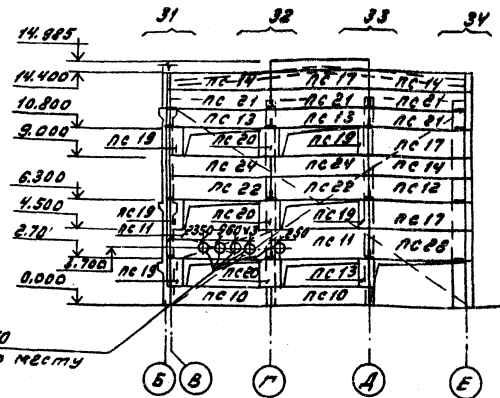 31 32 33 34
14.985
14.400
10.800
9.000
6.300
4.500
2.70
1.700
0.000
пс 14 пс 17 пс 14
пс 21 пс 21 пс 21
пс 13 пс 13 пс 21
пс 19 пс 20 пс 19 пс 17
пс 24 пс 24 пс 14
пс 22 пс 22 пс 12
пс 19 пс 20 пс 19 пс 17
пс 11 пс 11 пс 28
250
пс 19 пс 20 пс 13
пс 10 пс 10
месту
Б В Г Д Е